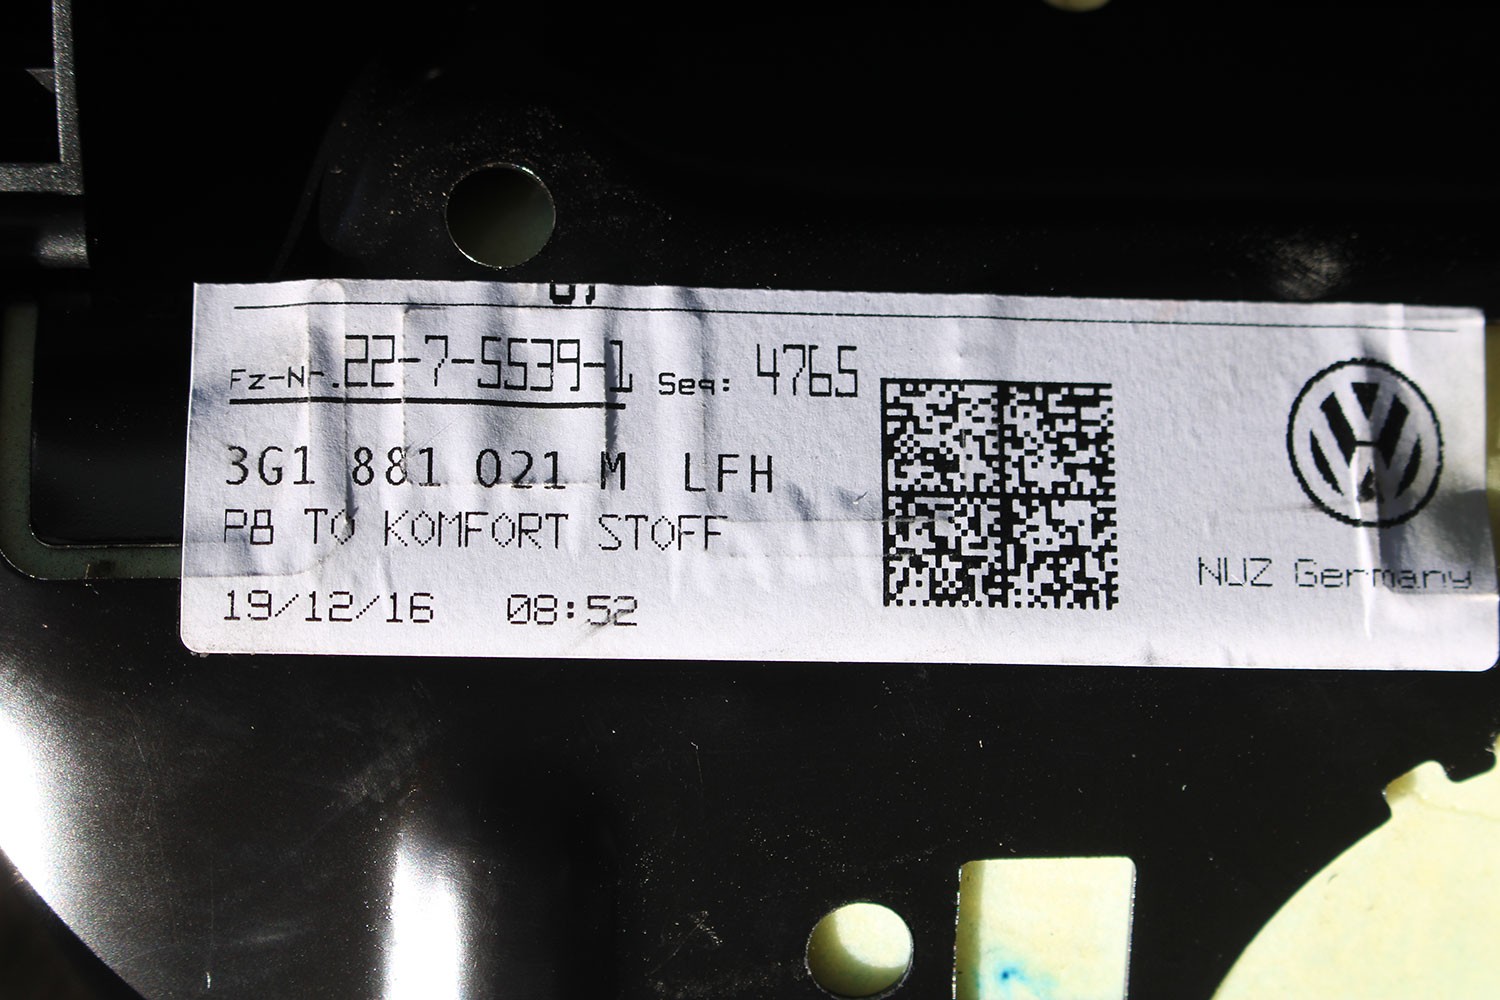 Fz-Nr.22-7-5539-1 Seq: 4765
3G1 881 021 M LFH
P8 TO KOMFORT STOFF
19/12/16 08:52
NUZ Germany